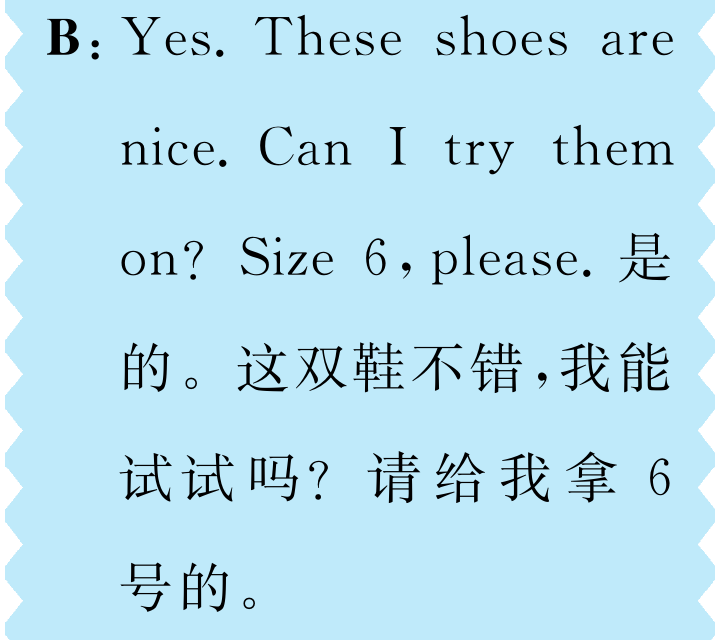 B: Yes. These shoes are
nice. Can I try them
on? Size 6, please. 是
的。这双鞋不错,我能
试试吗? 请给我拿 6
号的。